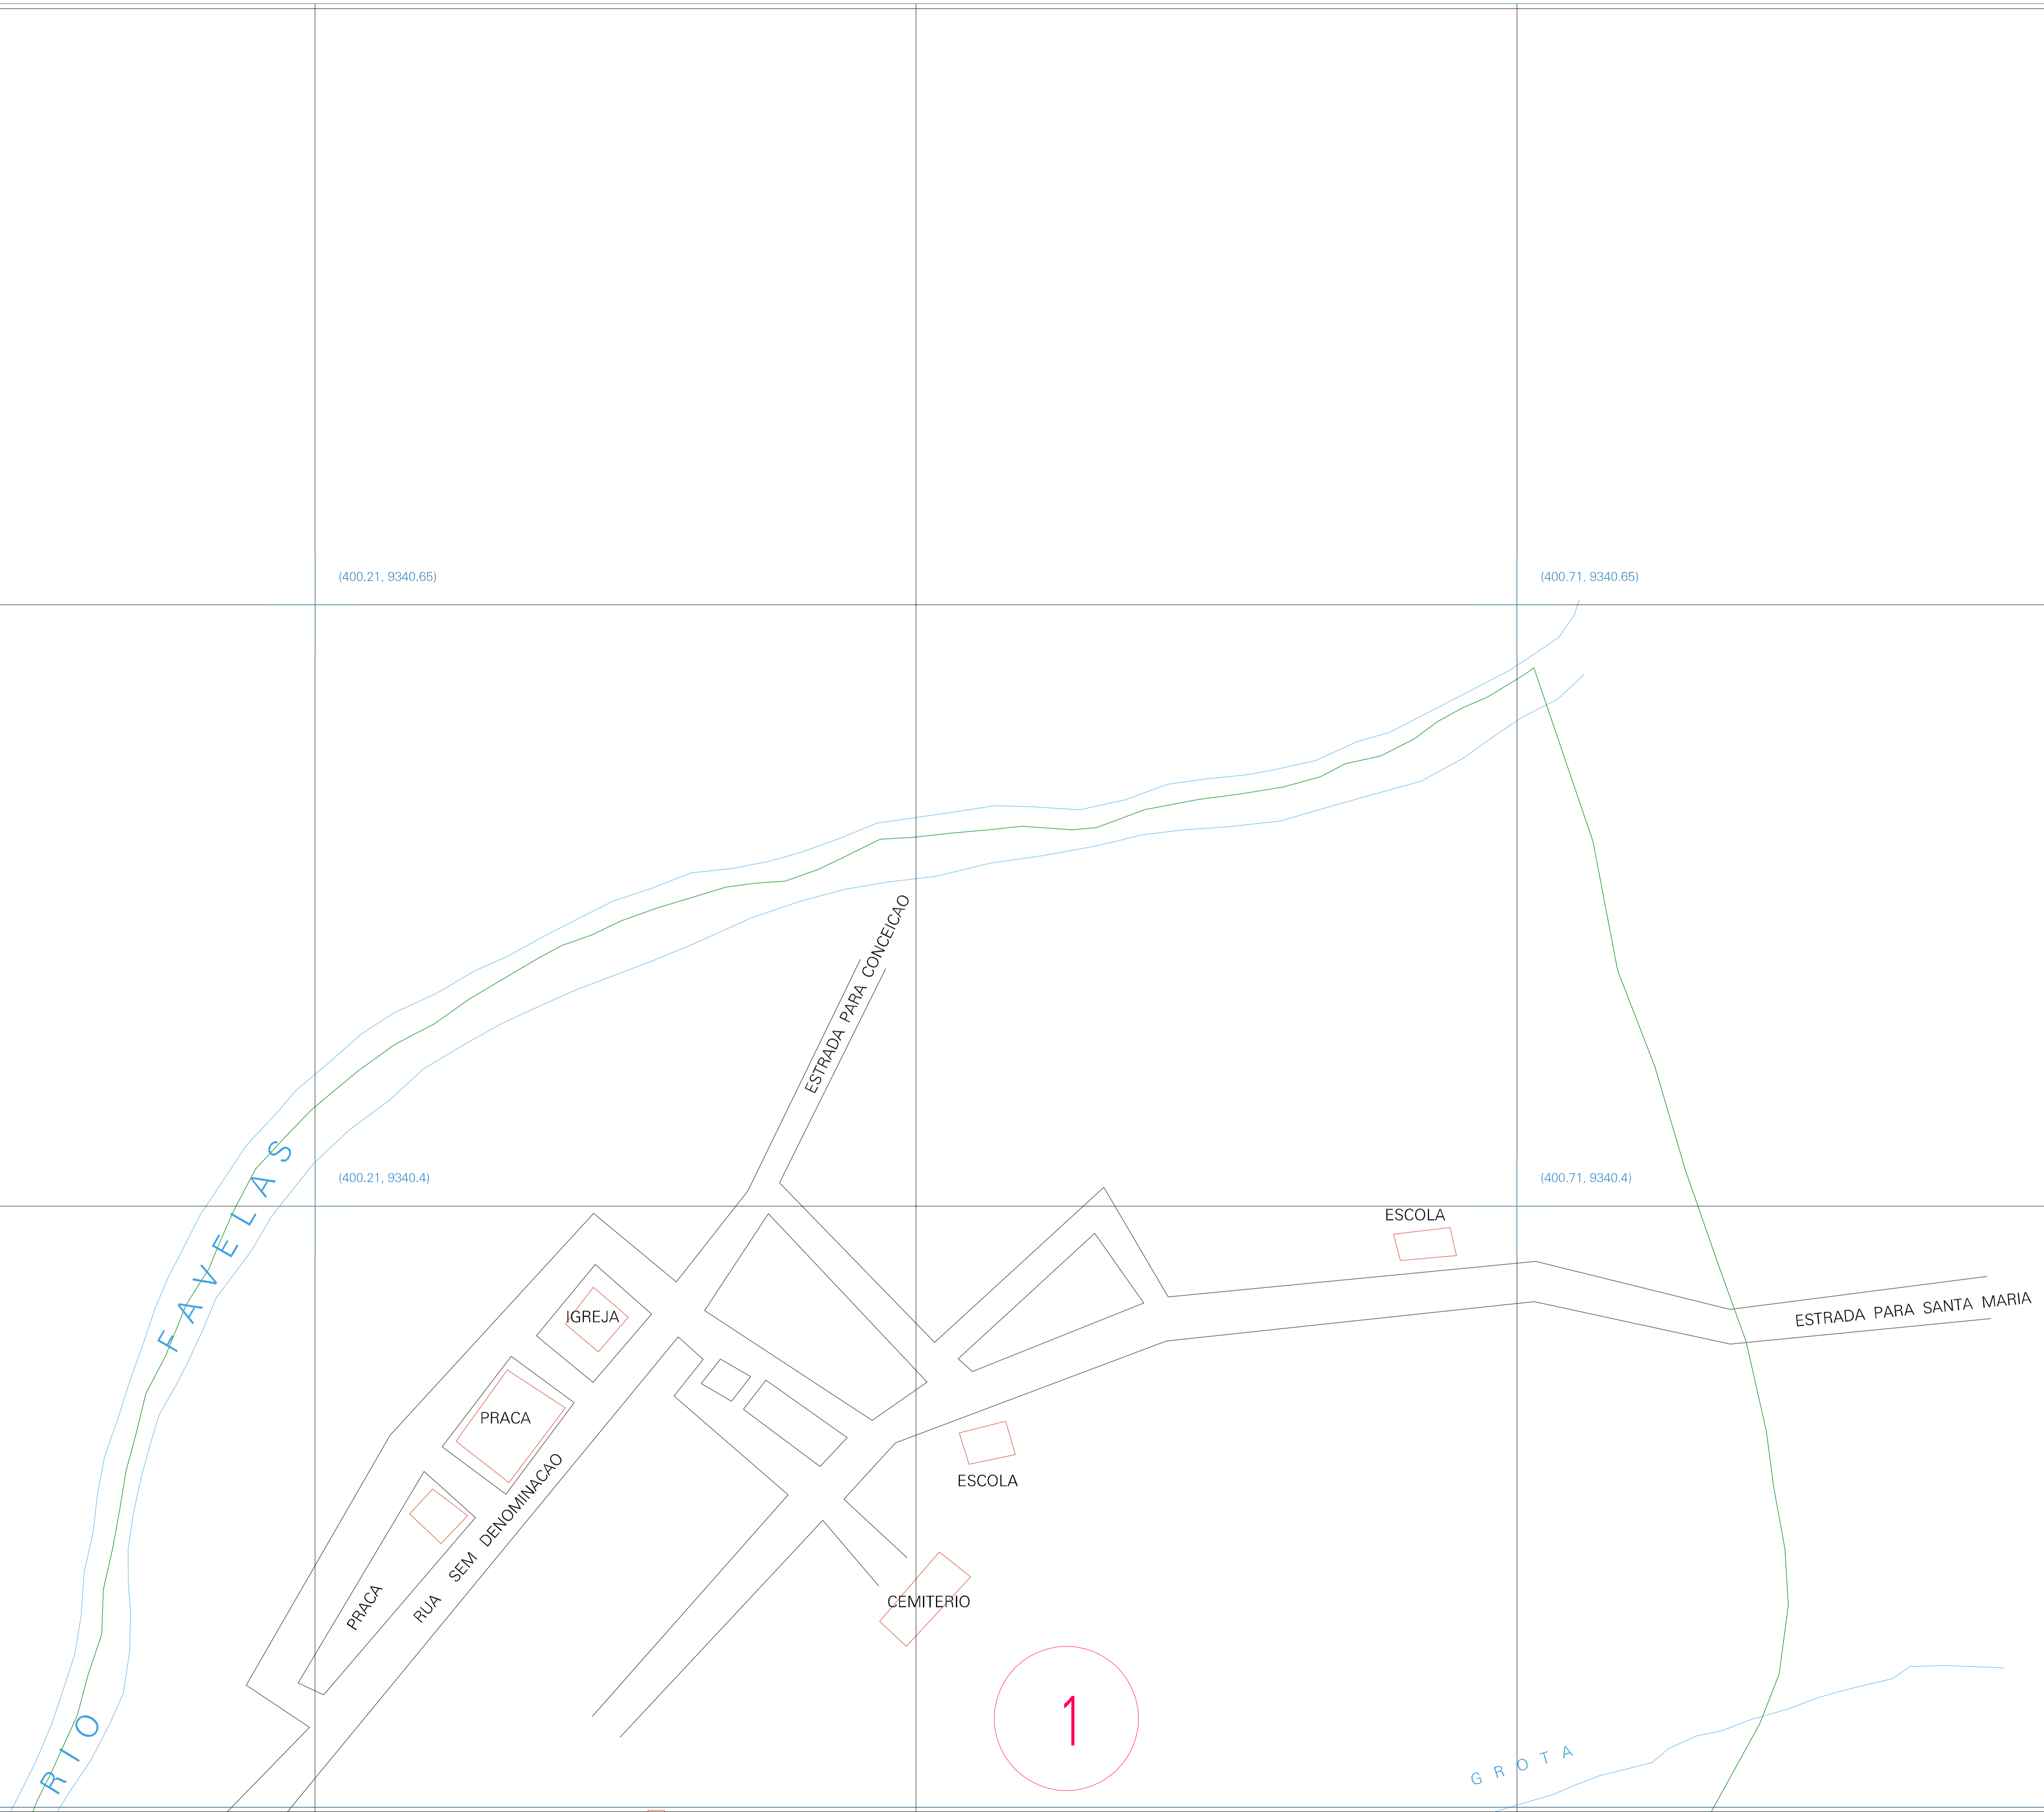 (400.21, 9340.65)
(400.71, 9340.65)
ESTRADA PARA CONCEICAO
(400.21, 9340.4)
(400.71, 9340.4)
RIO FAVELAS
ESCOLA
IGREJA
ESTRADA PARA SANTA MARIA
PRACA
ESCOLA
RUA SEM DENOMINACAO
PRACA
CEMITERIO
1
GROTA